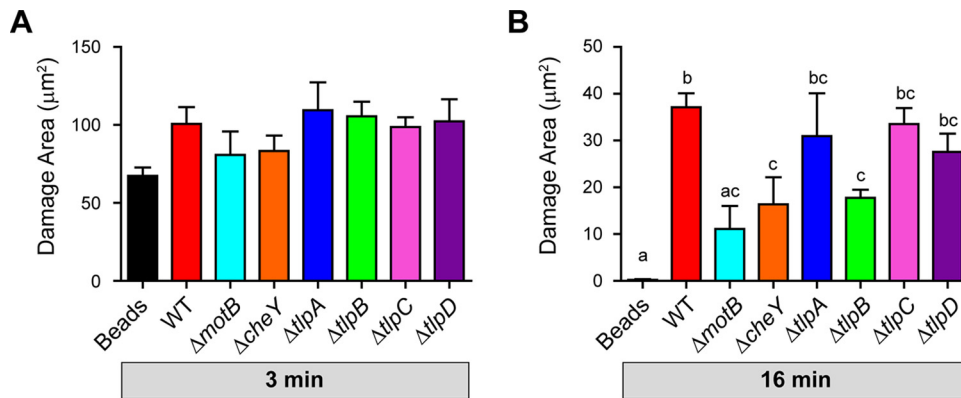 A
Damage Area (μm²)
150
100
50
0
Beads
WT
ΔmotB
ΔcheY
ΔtlpA
ΔtlpB
ΔtlpC
ΔtlpD
3 min
B
Damage Area (μm²)
50
40
30
20
10
0
a
b
ac
c
bc
c
bc
bc
Beads
WT
ΔmotB
ΔcheY
ΔtlpA
ΔtlpB
ΔtlpC
ΔtlpD
16 min